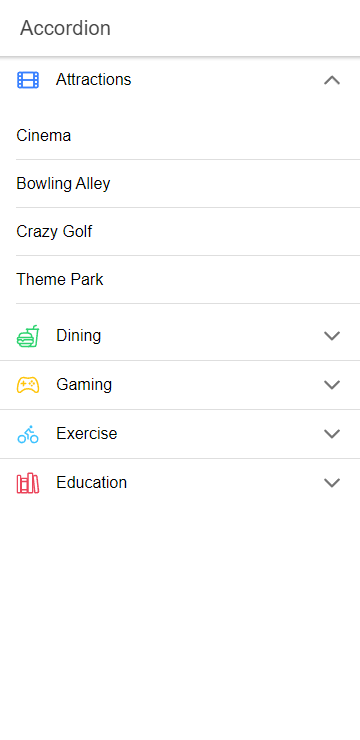 Accordion
Attractions
Cinema
Bowling Alley
Crazy Golf
Theme Park
Dining
Gaming
Exercise
Education